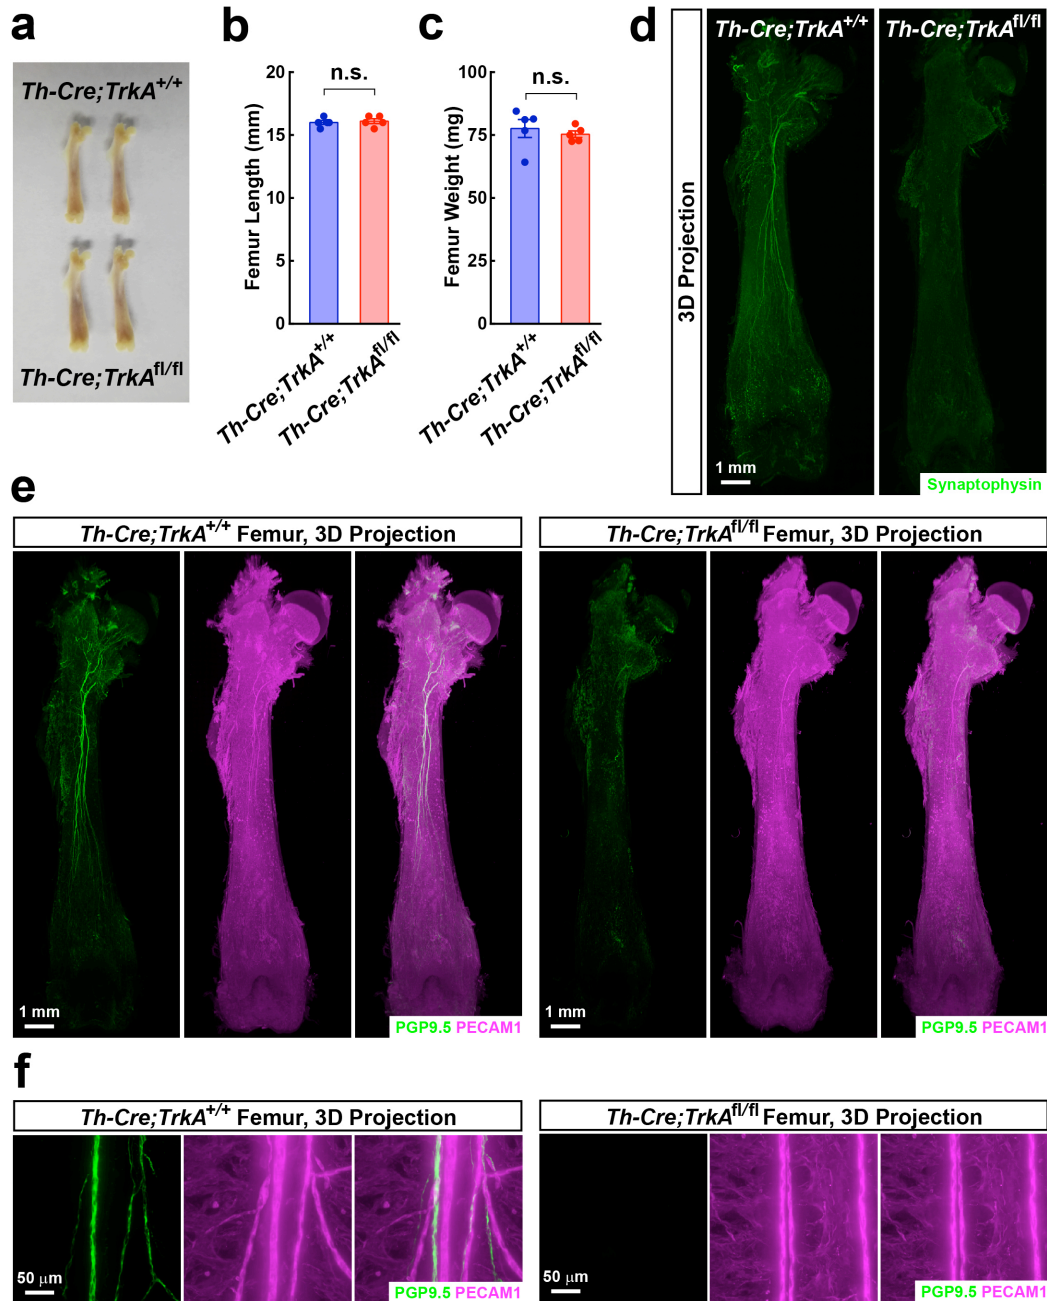 a
Th-Cre;TrkA+/+
Th-Cre;TrkAfl/fl
b
n.s.
20
15
10
5
0
Femur Length (mm)
Th-Cre;TrkA+/+
Th-Cre;TrkAfl/fl
c
n.s.
100
75
50
25
0
Femur Weight (mg)
Th-Cre;TrkA+/+
Th-Cre;TrkAfl/fl
d
3D Projection
Th-Cre;TrkA+/+
Th-Cre;TrkAfl/fl
1 mm
Synaptophysin
e
Th-Cre;TrkA+/+ Femur, 3D Projection
1 mm
PGP9.5 PECAM1
Th-Cre;TrkAfl/fl Femur, 3D Projection
1 mm
PGP9.5 PECAM1
f
Th-Cre;TrkA+/+ Femur, 3D Projection
50 μm
PGP9.5 PECAM1
Th-Cre;TrkAfl/fl Femur, 3D Projection
50 μm
PGP9.5 PECAM1